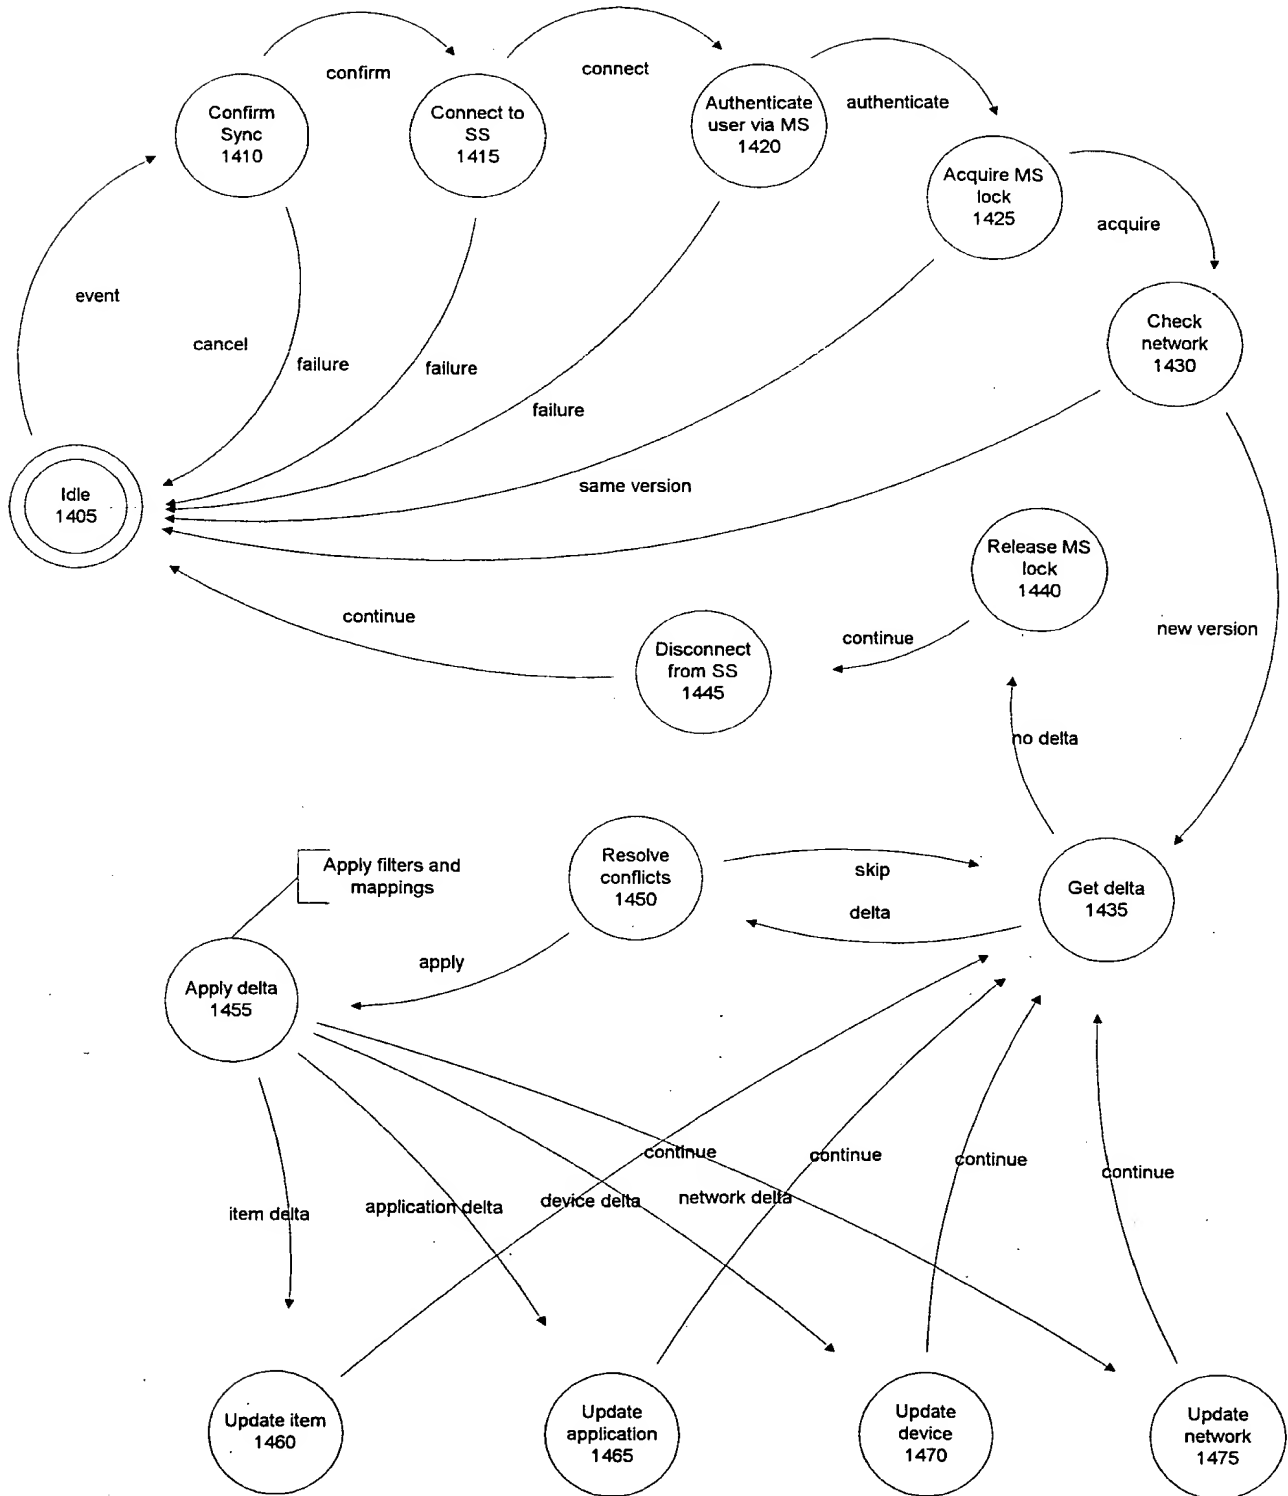 confirm
connect
Confirm
Sync
1410
Connect to
SS
1415
Authenticate
user via MS
1420
authenticate
Acquire MS
lock
1425
acquire
event
cancel
failure
failure
failure
Check
network
1430
Idle
1405
same version
Release MS
lock
1440
continue
continue
new version
Disconnect
from SS
1445
no delta
Apply filters and
mappings
Resolve
conflicts
1450
skip
delta
Get delta
1435
apply
Apply delta
1455
continue
continue
continue
continue
item delta
application delta
device delta
network delta
Update item
1460
Update
application
1465
Update
device
1470
Update
network
1475